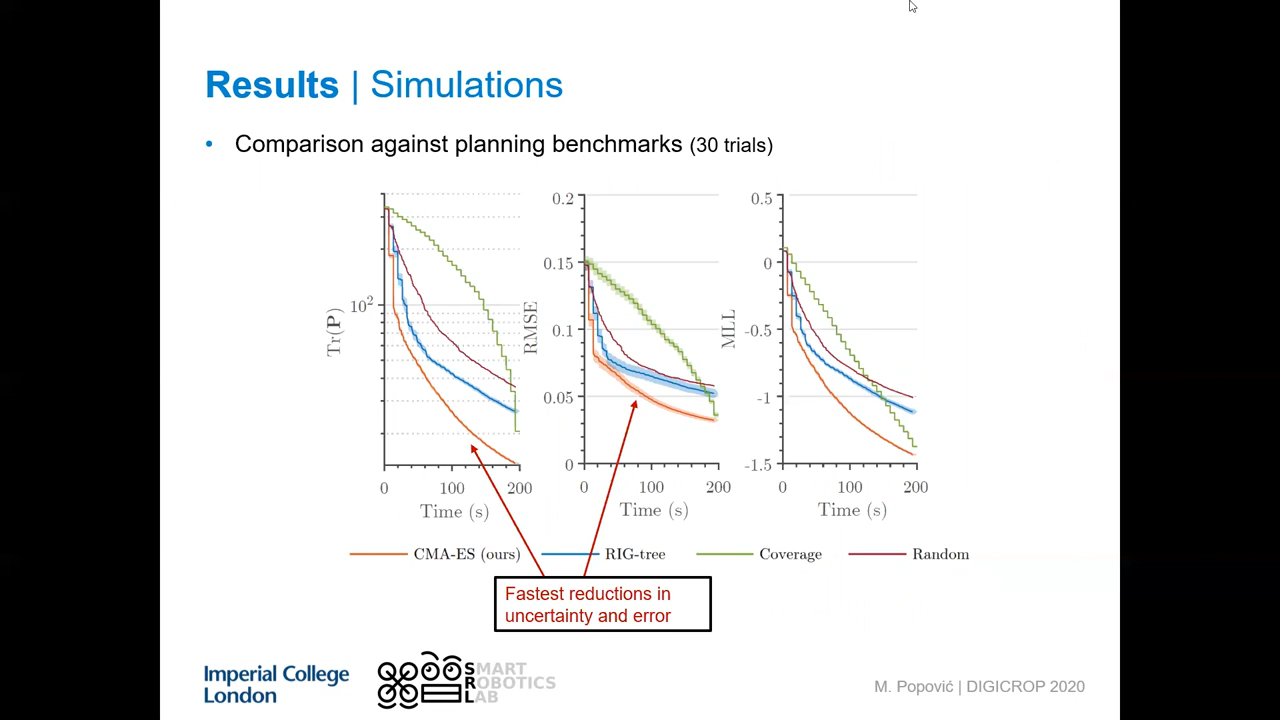 Results | Simulations
• Comparison against planning benchmarks (30 trials)
Tr(P)
10²
0 100 200
Time (s)
RMSE
0.2
0.15
0.1
0.05
0
0 100 200
Time (s)
MLL
0.5
0
-0.5
-1
-1.5
0 100 200
Time (s)
CMA-ES (ours) RIG-tree Coverage Random
Fastest reductions in
uncertainty and error
Imperial College
London
SMART
ROBOTICS
LAB
M. Popović | DIGICROP 2020